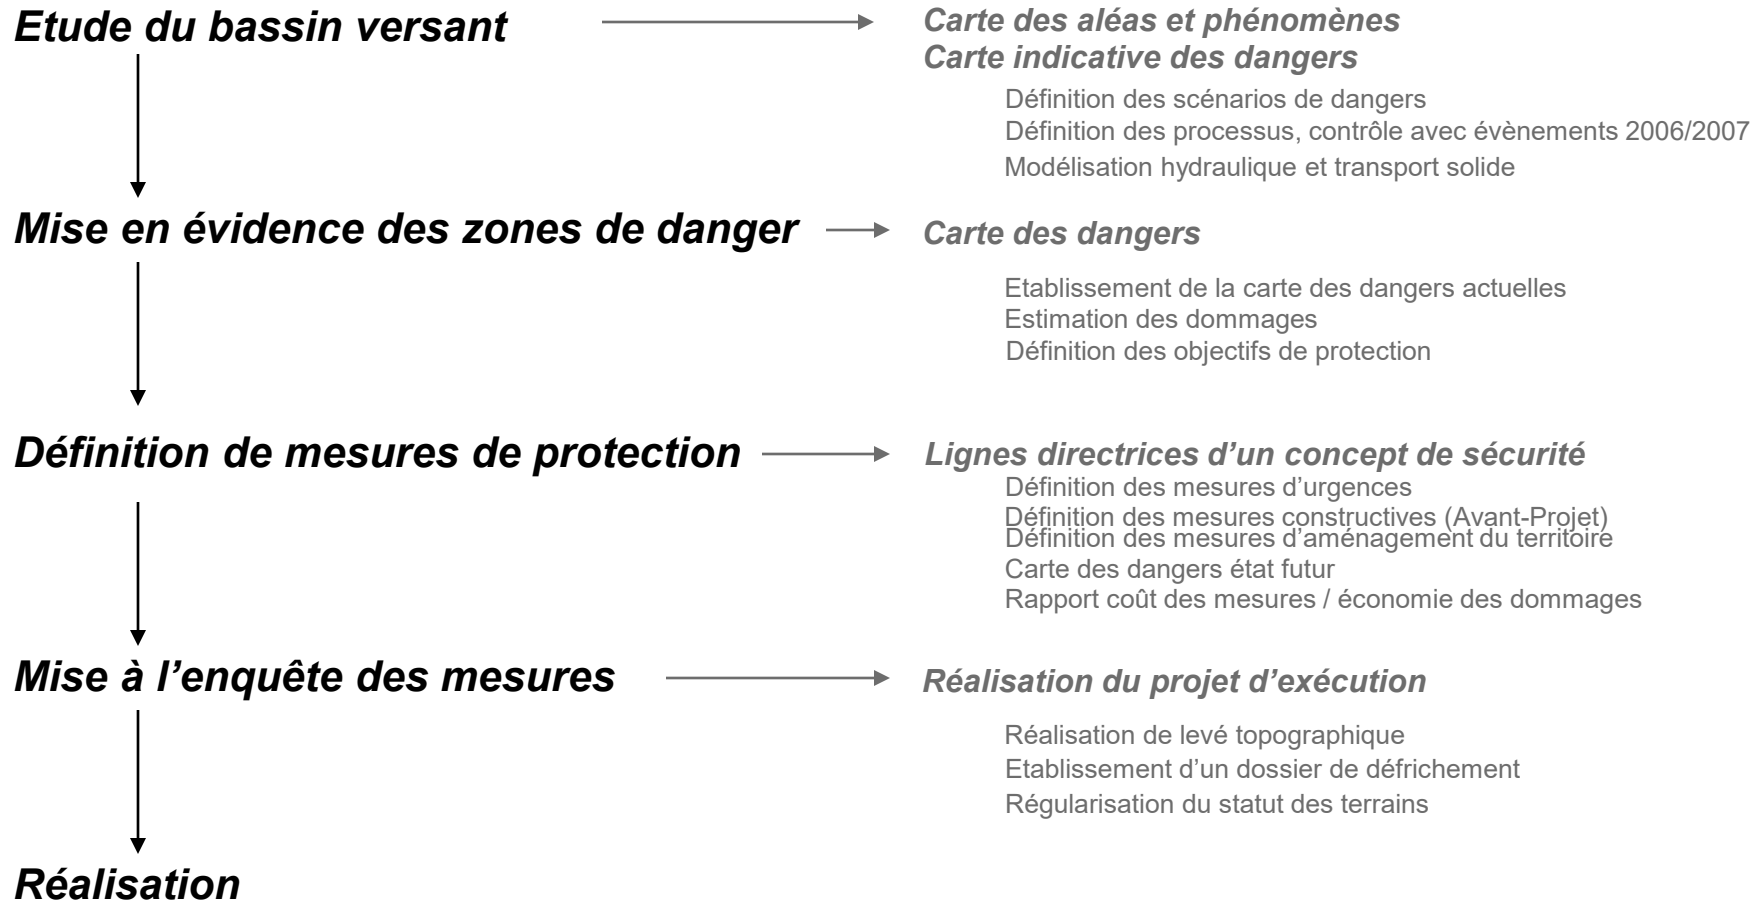 Etude du bassin versant
Carte des aléas et phénomènes
Carte indicative des dangers
Définition des scénarios de dangers
Définition des processus, contrôle avec évènements 2006/2007
Modélisation hydraulique et transport solide
Mise en évidence des zones de danger
Carte des dangers
Etablissement de la carte des dangers actuelles
Estimation des dommages
Définition des objectifs de protection
Définition de mesures de protection
Lignes directrices d’un concept de sécurité
Définition des mesures d’urgences
Définition des mesures constructives (Avant-Projet)
Définition des mesures d’aménagement du territoire
Carte des dangers état futur
Rapport coût des mesures / économie des dommages
Mise à l’enquête des mesures
Réalisation du projet d’exécution
Réalisation de levé topographique
Etablissement d’un dossier de défrichement
Régularisation du statut des terrains
Réalisation